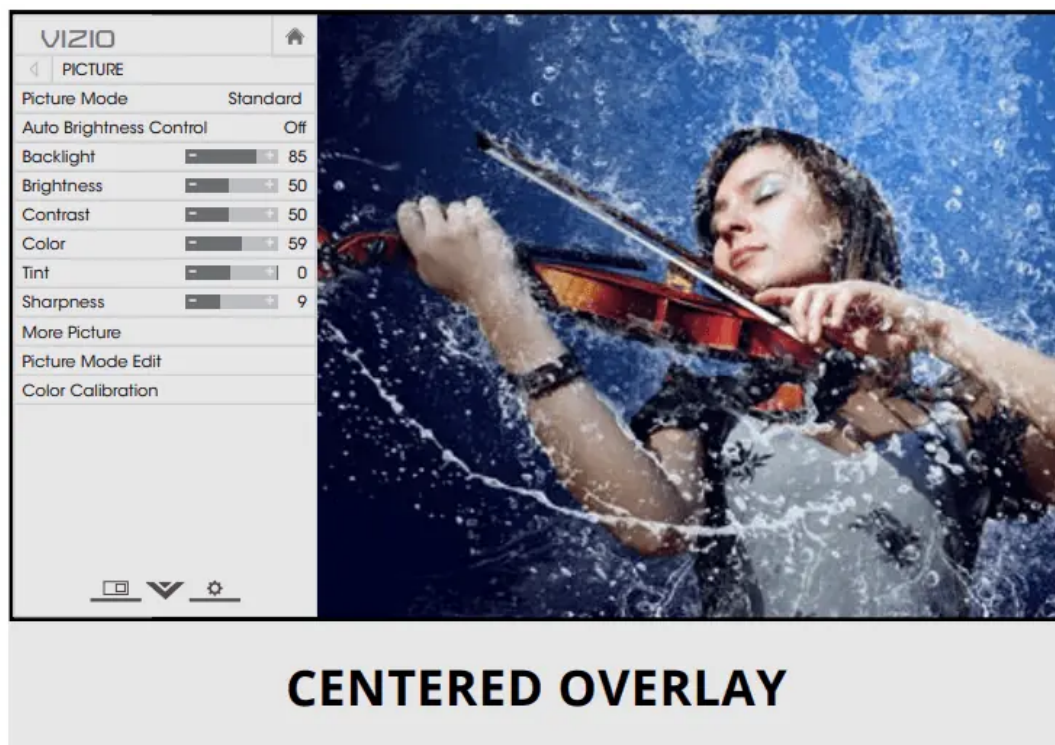 VIZIO
PICTURE
Picture Mode Standard
Auto Brightness Control Off
Backlight 85
Brightness 50
Contrast 50
Color 59
Tint 0
Sharpness 9
More Picture
Picture Mode Edit
Color Calibration
CENTERED OVERLAY